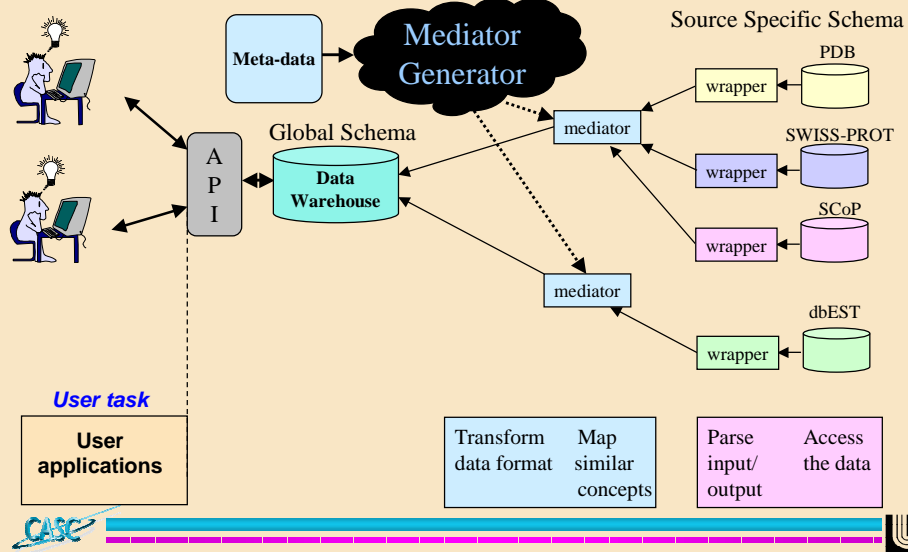 Source Specific Schema
Mediator
Generator
Meta-data
PDB
wrapper
mediator
Global Schema
SWISS-PROT
A
P
I
Data
Warehouse
wrapper
SCoP
wrapper
mediator
dbEST
wrapper
User task
User
applications
Transform Map
data format similar
concepts
Parse Access
input/ the data
output
CASC